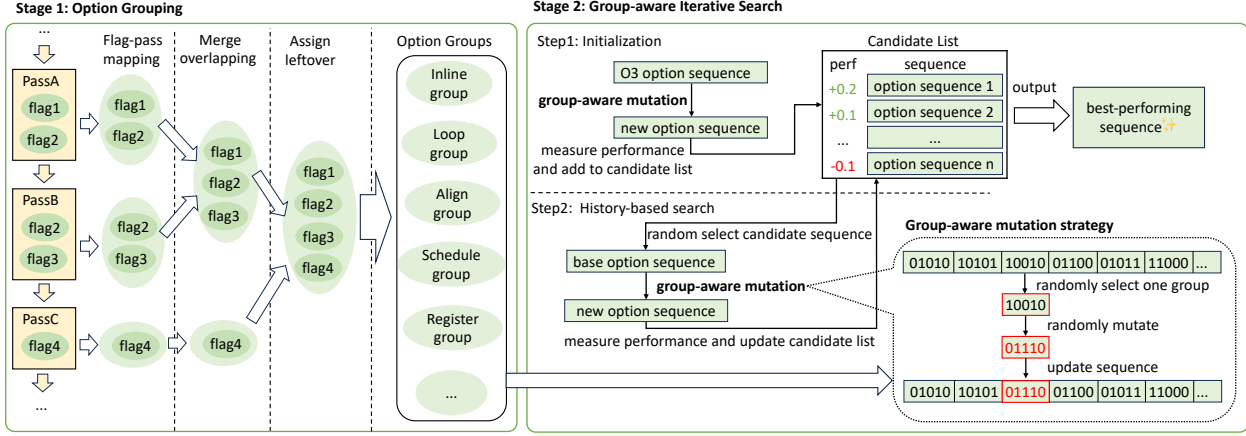 Stage 1: Option Grouping
...
PassA
flag1
flag2
PassB
flag2
flag3
PassC
flag4
...
Flag-pass
mapping
flag1
flag2
flag2
flag3
flag4
Merge
overlapping
flag1
flag2
flag3
flag4
Assign
leftover
flag1
flag2
flag3
flag4
Option Groups
Inline
group
Loop
group
Align
group
Schedule
group
Register
group
...
Stage 2: Group-aware Iterative Search
Step1: Initialization
O3 option sequence
group-aware mutation
new option sequence
measure performance
and add to candidate list
Candidate List
perf sequence
+0.2 option sequence 1
+0.1 option sequence 2
... ...
-0.1 option sequence n
output
best-performing
sequence✨
Step2: History-based search
random select candidate sequence
base option sequence
group-aware mutation
new option sequence
measure performance and update candidate list
Group-aware mutation strategy
01010 10101 10010 01100 01011 11000 ...
randomly select one group
10010
randomly mutate
01110
update sequence
01010 10101 01110 01100 01011 11000 ...